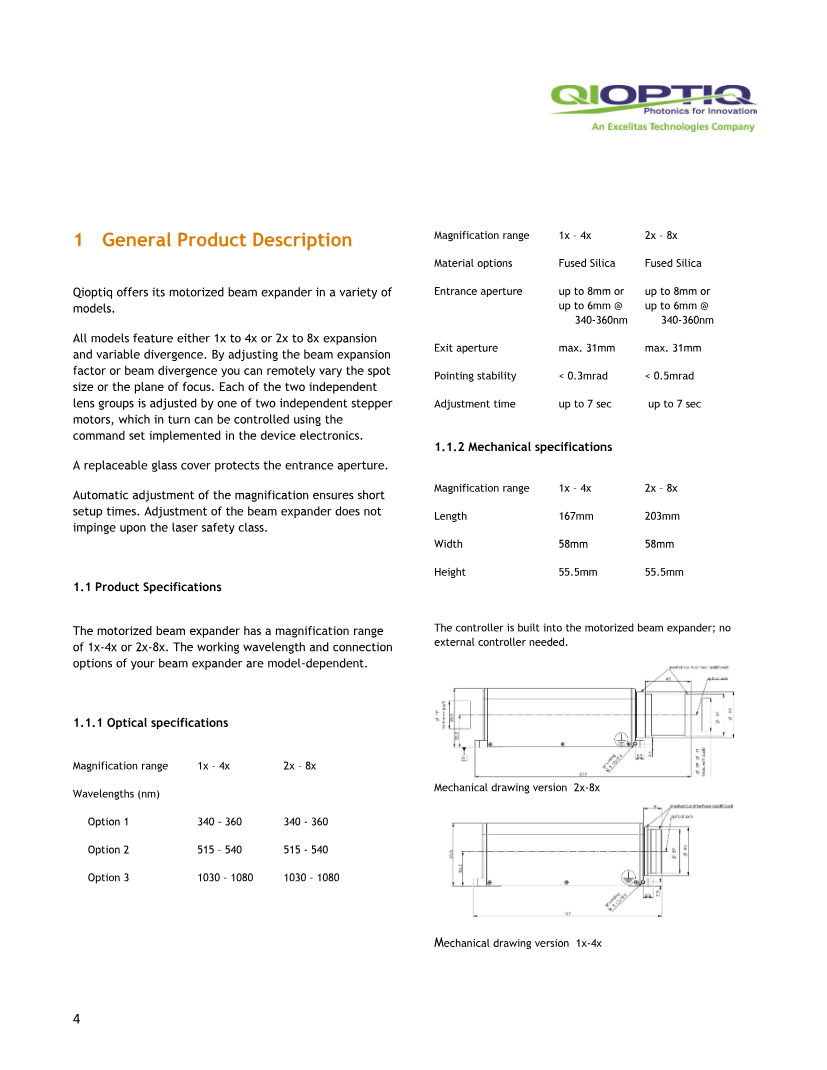 QIOPTIQ
Photonics for Innovation
An Excelitas Technologies Company
1 General Product Description
Qioptiq offers its motorized beam expander in a variety of
models.
All models feature either 1x to 4x or 2x to 8x expansion
and variable divergence. By adjusting the beam expansion
factor or beam divergence you can remotely vary the spot
size or the plane of focus. Each of the two independent
lens groups is adjusted by one of two independent stepper
motors, which in turn can be controlled using the
command set implemented in the device electronics.
A replaceable glass cover protects the entrance aperture.
Automatic adjustment of the magnification ensures short
setup times. Adjustment of the beam expander does not
impinge upon the laser safety class.
1.1 Product Specifications
The motorized beam expander has a magnification range
of 1x-4x or 2x-8x. The working wavelength and connection
options of your beam expander are model-dependent.
1.1.1 Optical specifications
Magnification range 1x – 4x 2x – 8x
Wavelengths (nm)
Option 1 340 - 360 340 - 360
Option 2 515 – 540 515 - 540
Option 3 1030 - 1080 1030 - 1080
Magnification range 1x – 4x 2x – 8x
Material options Fused Silica Fused Silica
Entrance aperture up to 8mm or up to 8mm or
up to 6mm @ up to 6mm @
340-360nm 340-360nm
Exit aperture max. 31mm max. 31mm
Pointing stability < 0.3mrad < 0.5mrad
Adjustment time up to 7 sec up to 7 sec
1.1.2 Mechanical specifications
Magnification range 1x – 4x 2x – 8x
Length 167mm 203mm
Width 58mm 58mm
Height 55.5mm 55.5mm
The controller is built into the motorized beam expander; no
external controller needed.
mechanical interface (additional)
optical axis
grounding
Mechanical drawing version 2x-8x
mechanical interface (additional)
optical axis
grounding
Mechanical drawing version 1x-4x
4